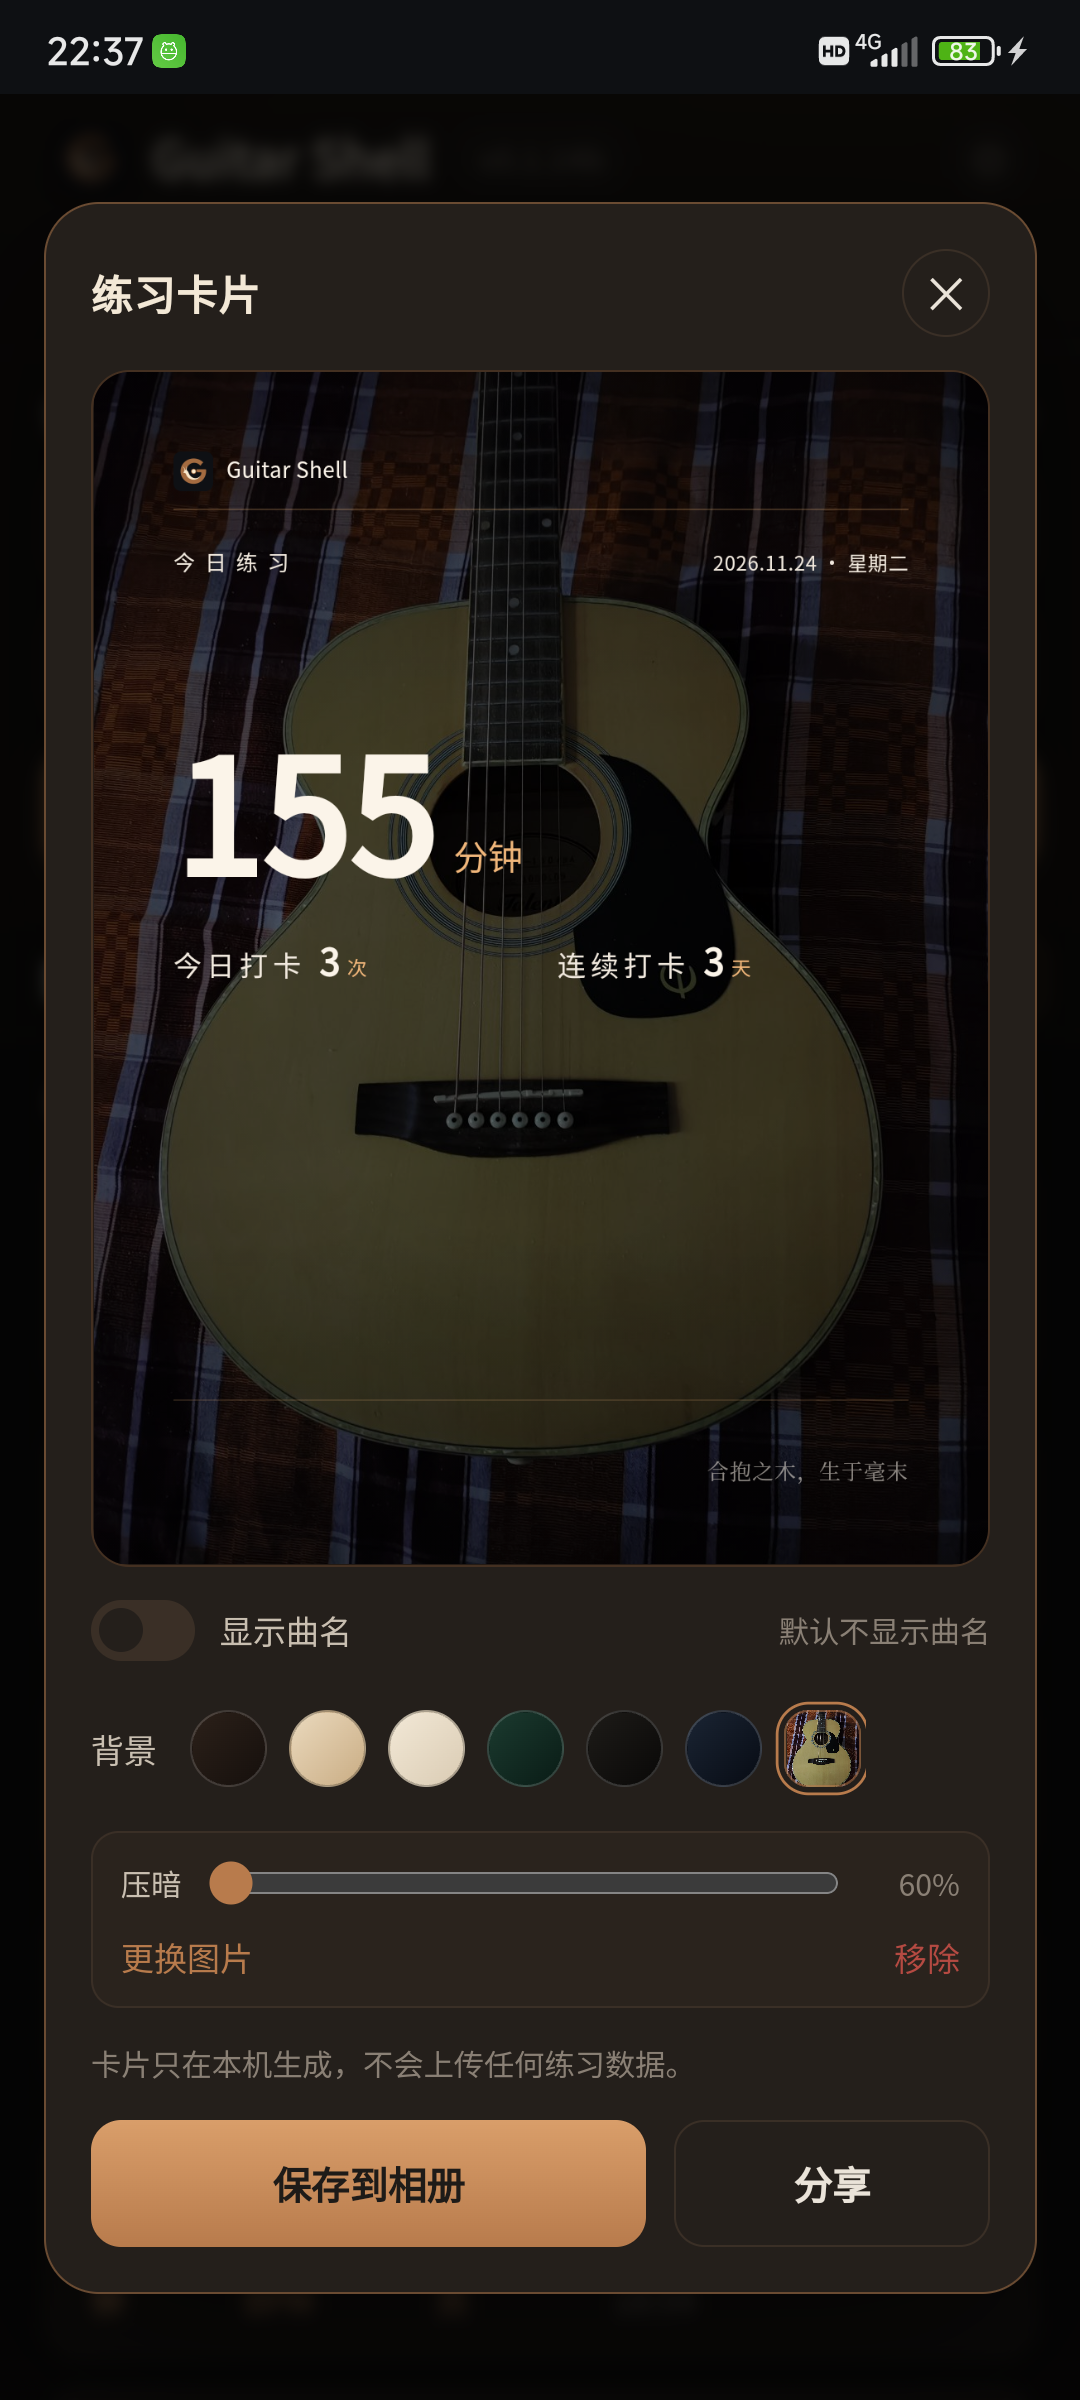 22:37
HD 4G 83
Guitar Shell
练习卡片
Guitar Shell
今日练习
2026.11.24 · 星期二
155 分钟
今日打卡 3 次
连续打卡 3 天
合抱之木，生于毫末
显示曲名
默认不显示曲名
背景
压暗
60%
更换图片
移除
卡片只在本机生成，不会上传任何练习数据。
保存到相册
分享